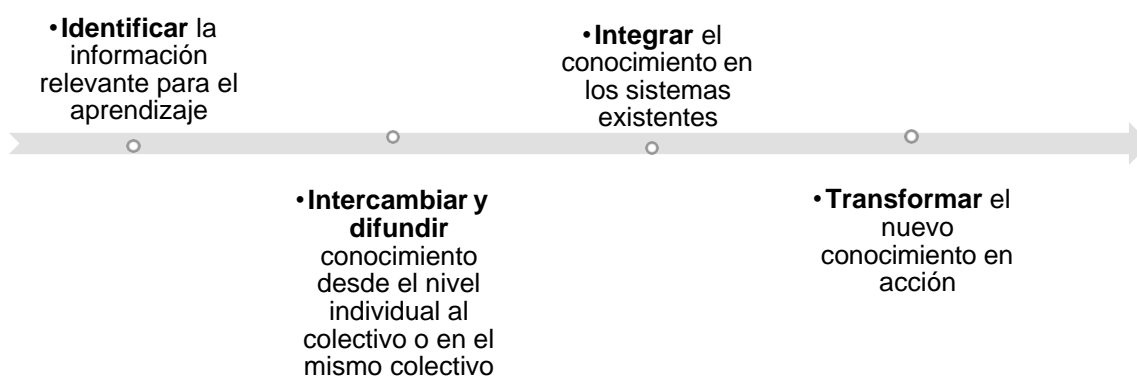 •Identificar la
información
relevante para el
aprendizaje
•Intercambiar y
difundir
conocimiento
desde el nivel
individual al
colectivo o en el
mismo colectivo
•Integrar el
conocimiento en
los sistemas
existentes
•Transformar el
nuevo
conocimiento en
acción